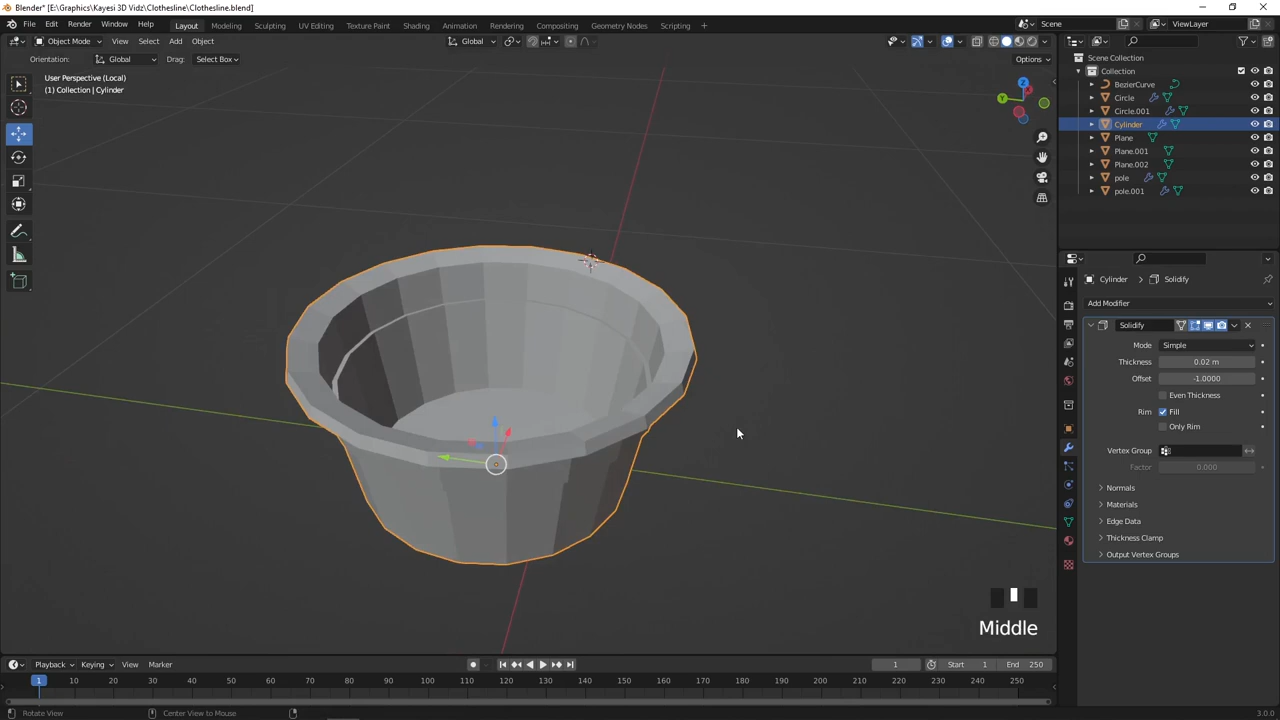 Blender* [E:\Graphics\Kayesi 3D Vidz\Clothesline\Clothesline.blend]
File Edit Render Window Help Layout Modeling Sculpting UV Editing Texture Paint Shading Animation Rendering Compositing Geometry Nodes Scripting + Scene ViewLayer
Object Mode View Select Add Object Global
Orientation: Global Drag: Select Box Options
User Perspective (Local)
(1) Collection | Cylinder
Z
Y
Scene Collection
Collection
BezierCurve
Circle
Circle.001
Cylinder
Plane
Plane.001
Plane.002
pole
pole.001
Cylinder > Solidify
Add Modifier
Solidify
Mode Simple
Thickness 0.02 m
Offset -1.0000
Even Thickness
Rim Fill
Only Rim
Vertex Group
Factor 0.000
Normals
Materials
Edge Data
Thickness Clamp
Output Vertex Groups
Middle
Playback Keying View Marker 1 Start 1 End 250
1 10 20 30 40 50 60 70 80 90 100 110 120 130 140 150 160 170 180 190 200 210 220 230 240 250
Rotate View Center View to Mouse 3.0.0